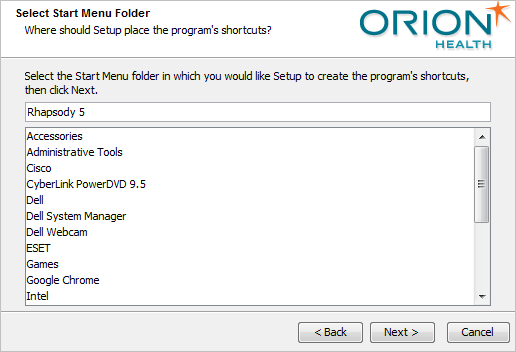 Select Start Menu Folder
Where should Setup place the program's shortcuts?
ORION
HEALTH
Select the Start Menu folder in which you would like Setup to create the program's shortcuts,
then click Next.
Rhapsody 5
Accessories
Administrative Tools
Cisco
CyberLink PowerDVD 9.5
Dell
Dell System Manager
Dell Webcam
ESET
Games
Google Chrome
Intel
< Back Next > Cancel